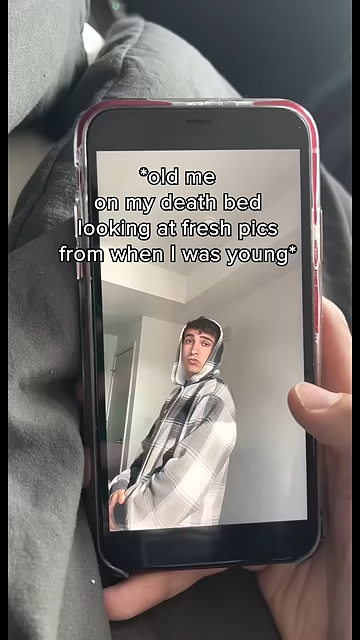 *old me
on my death bed
looking at fresh pics
from when I was young*